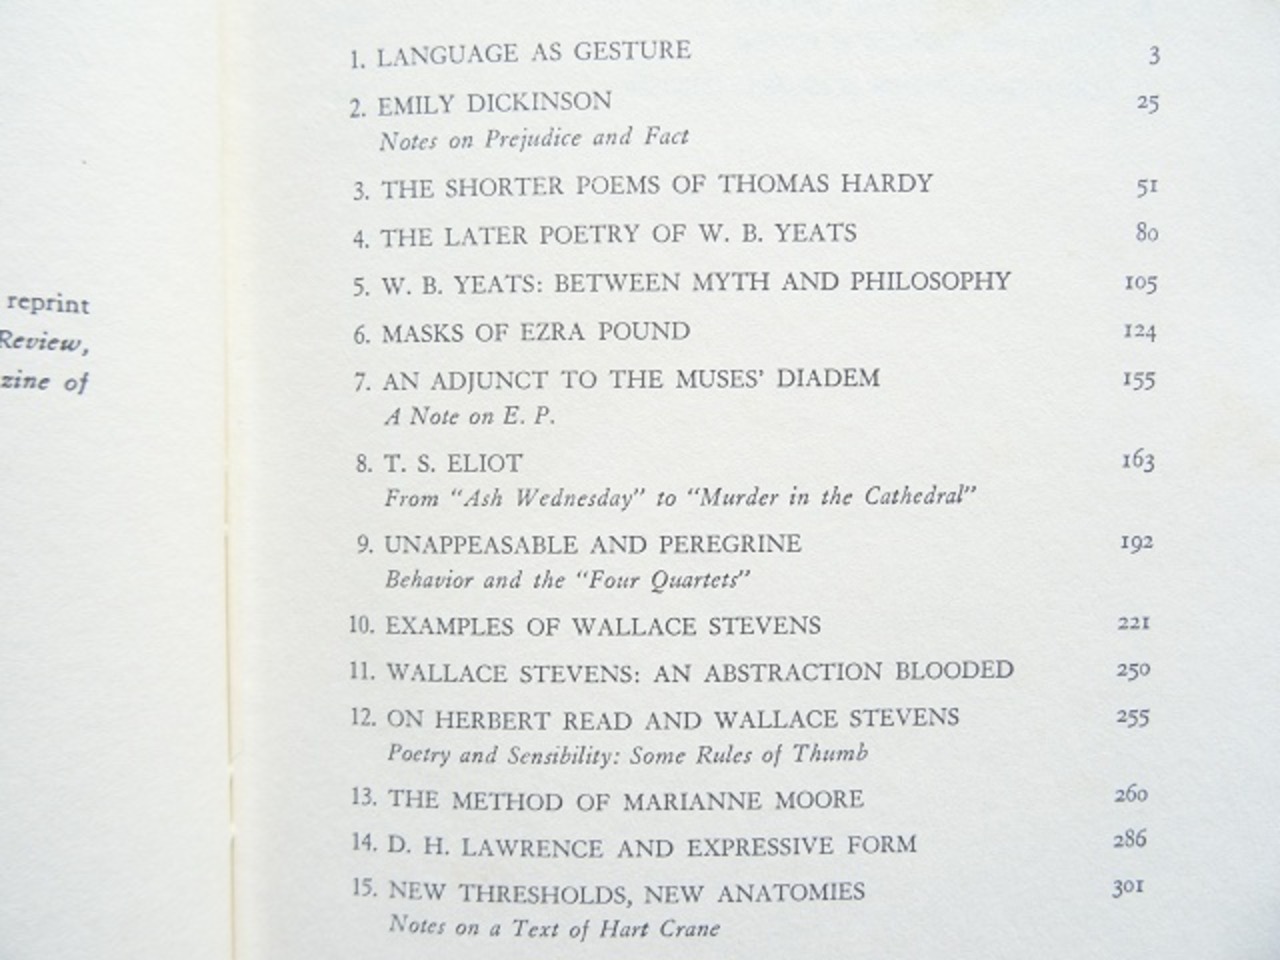 reprint
Review,
zine of
1. LANGUAGE AS GESTURE 3
2. EMILY DICKINSON 25
Notes on Prejudice and Fact
3. THE SHORTER POEMS OF THOMAS HARDY 51
4. THE LATER POETRY OF W. B. YEATS 80
5. W. B. YEATS: BETWEEN MYTH AND PHILOSOPHY 105
6. MASKS OF EZRA POUND 124
7. AN ADJUNCT TO THE MUSES' DIADEM 155
A Note on E. P.
8. T. S. ELIOT 163
From "Ash Wednesday" to "Murder in the Cathedral"
9. UNAPPEASABLE AND PEREGRINE 192
Behavior and the "Four Quartets"
10. EXAMPLES OF WALLACE STEVENS 221
11. WALLACE STEVENS: AN ABSTRACTION BLOODED 250
12. ON HERBERT READ AND WALLACE STEVENS 255
Poetry and Sensibility: Some Rules of Thumb
13. THE METHOD OF MARIANNE MOORE 260
14. D. H. LAWRENCE AND EXPRESSIVE FORM 286
15. NEW THRESHOLDS, NEW ANATOMIES 301
Notes on a Text of Hart Crane